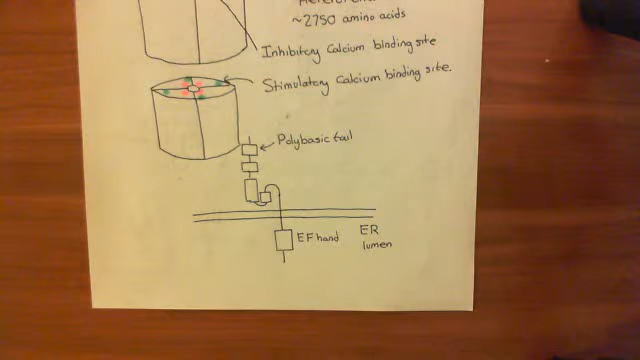 ~2750 amino acids
Inhibitory Calcium binding site
Stimulatory Calcium binding site.
Polybasic tail
EF hand
ER
lumen